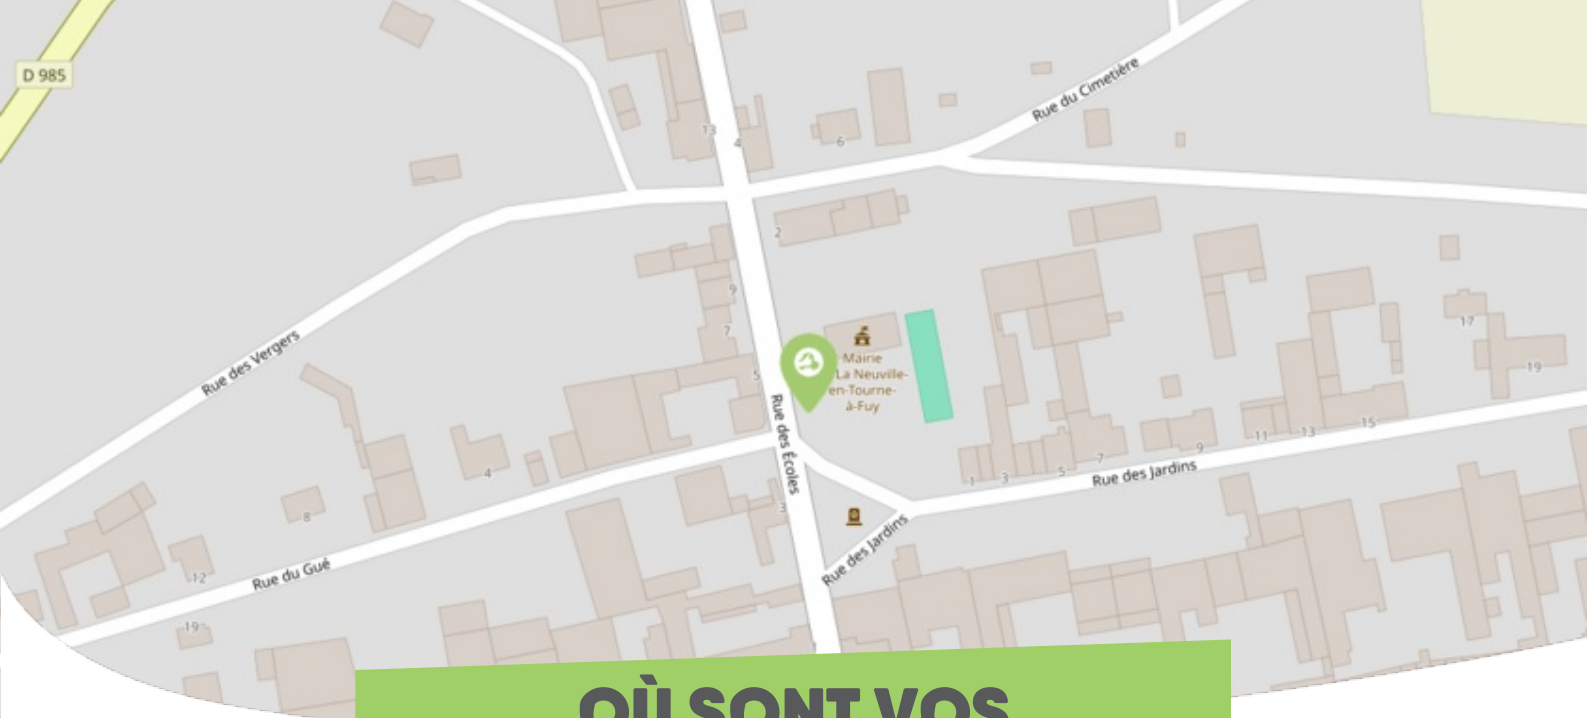 D 985
Rue du Cimetière
13
4
6
2
9
7
5
Rue des Vergers
Mairie
La Neuville-
en-Tourne-
à-Fuy
17
19
Rue des Écoles
4
8
3
1
3
5
7
9
11
13
15
Rue des Jardins
Rue des Jardins
Rue du Gué
12
19
OÙ SONT VOS